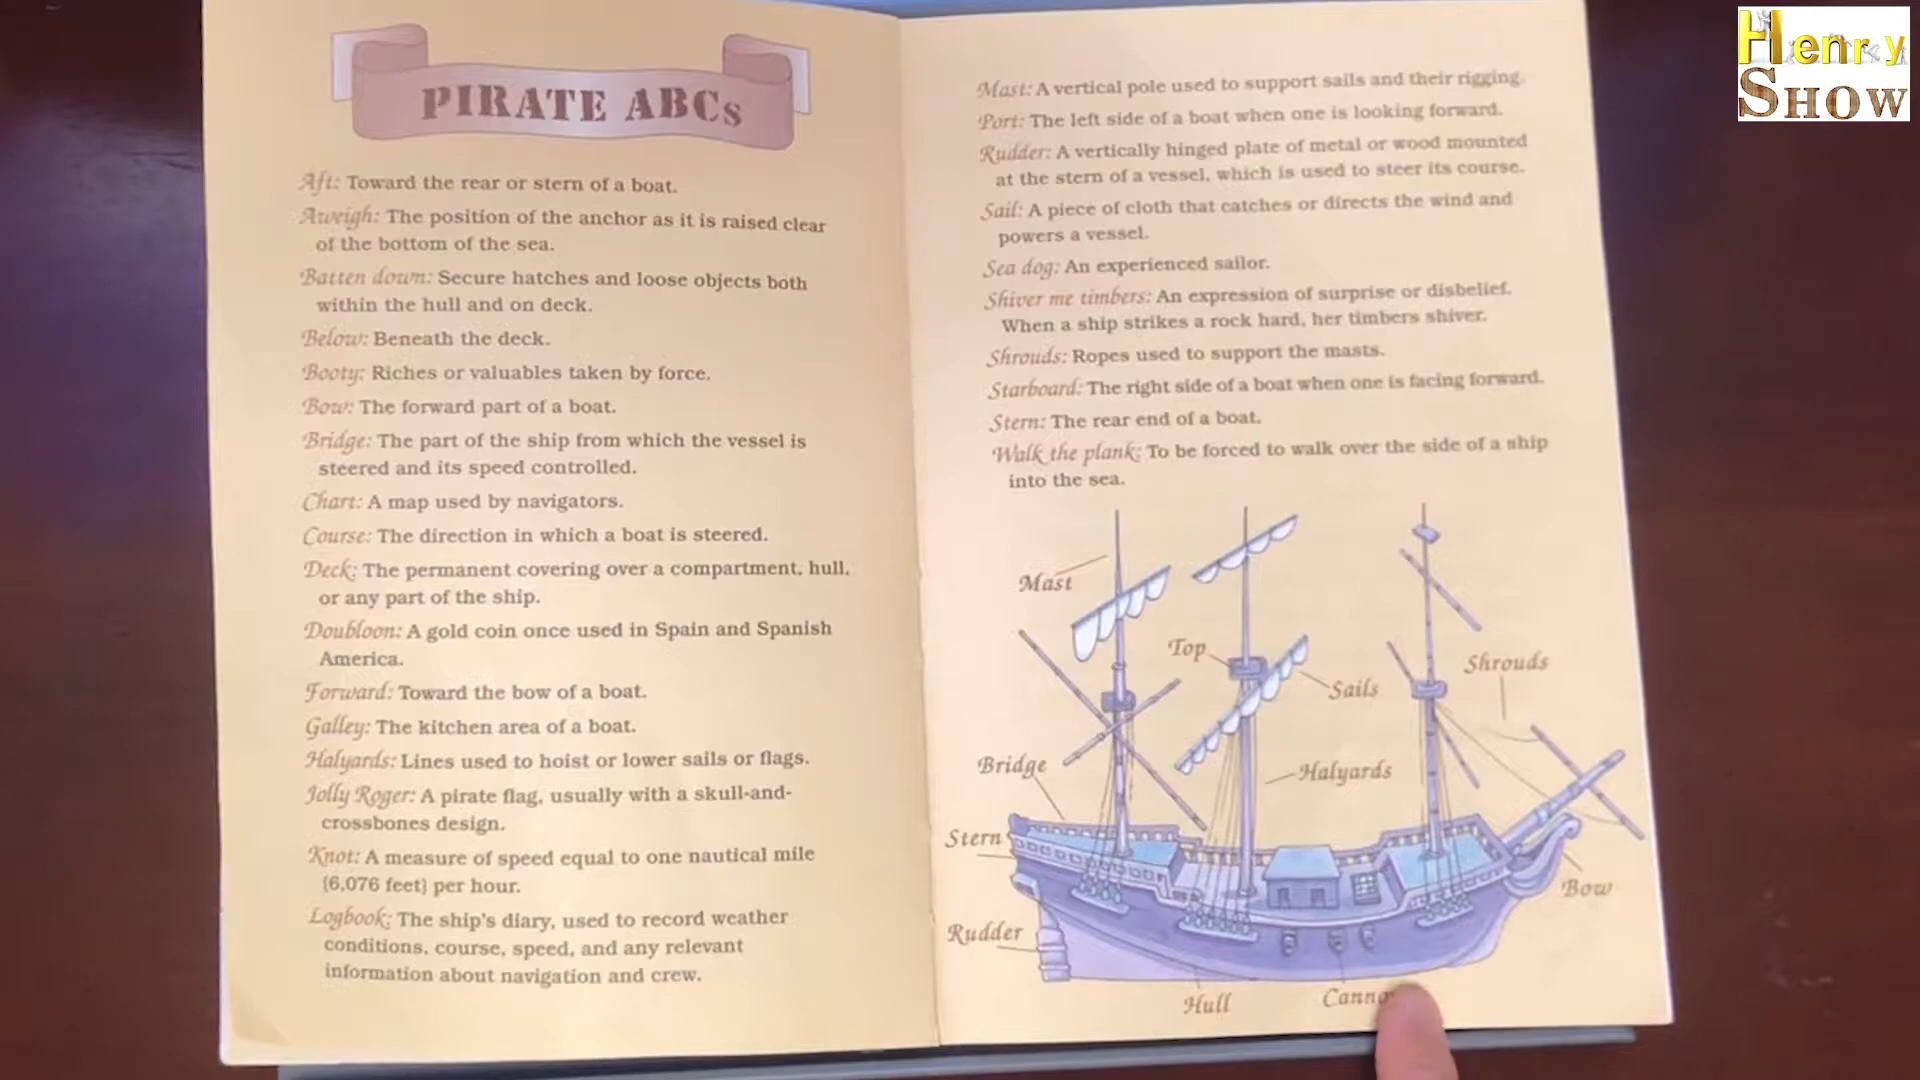 PIRATE ABCs
Aft: Toward the rear or stern of a boat.
Aweigh: The position of the anchor as it is raised clear
of the bottom of the sea.
Batten down: Secure hatches and loose objects both
within the hull and on deck.
Below: Beneath the deck.
Booty: Riches or valuables taken by force.
Bow: The forward part of a boat.
Bridge: The part of the ship from which the vessel is
steered and its speed controlled.
Chart: A map used by navigators.
Course: The direction in which a boat is steered.
Deck: The permanent covering over a compartment, hull,
or any part of the ship.
Doubloon: A gold coin once used in Spain and Spanish
America.
Forward: Toward the bow of a boat.
Galley: The kitchen area of a boat.
Halyards: Lines used to hoist or lower sails or flags.
Jolly Roger: A pirate flag, usually with a skull-and-
crossbones design.
Knot: A measure of speed equal to one nautical mile
(6,076 feet) per hour.
Logbook: The ship's diary, used to record weather
conditions, course, speed, and any relevant
information about navigation and crew.
Mast: A vertical pole used to support sails and their rigging.
Port: The left side of a boat when one is looking forward.
Rudder: A vertically hinged plate of metal or wood mounted
at the stern of a vessel, which is used to steer its course.
Sail: A piece of cloth that catches or directs the wind and
powers a vessel.
Sea dog: An experienced sailor.
Shiver me timbers: An expression of surprise or disbelief.
When a ship strikes a rock hard, her timbers shiver.
Shrouds: Ropes used to support the masts.
Starboard: The right side of a boat when one is facing forward.
Stern: The rear end of a boat.
Walk the plank: To be forced to walk over the side of a ship
into the sea.
Mast
Top
Shrouds
Sails
Bridge
Halyards
Stern
Bow
Rudder
Hull
Henry
SHOW